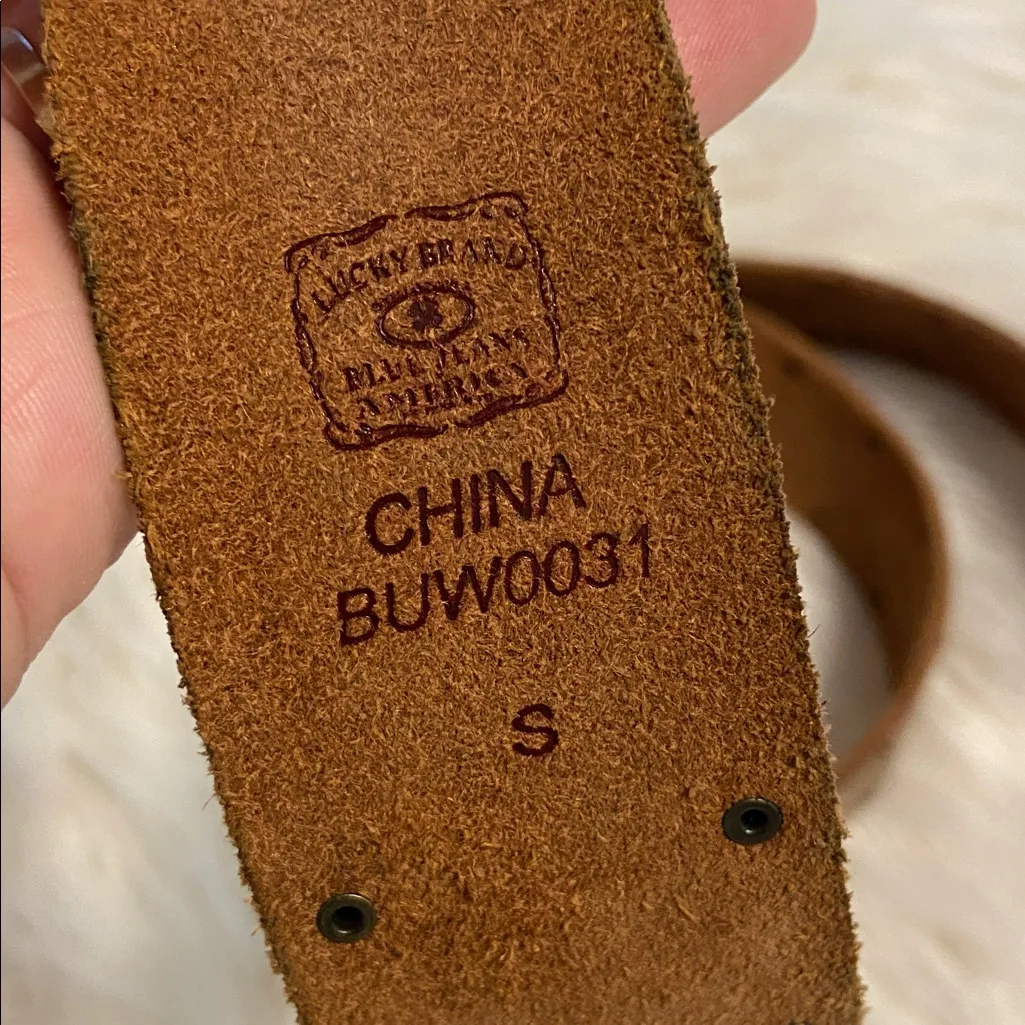 LUCKY BRAND
BLUE JEANS
AMERICA
CHINA
BUW0031
S